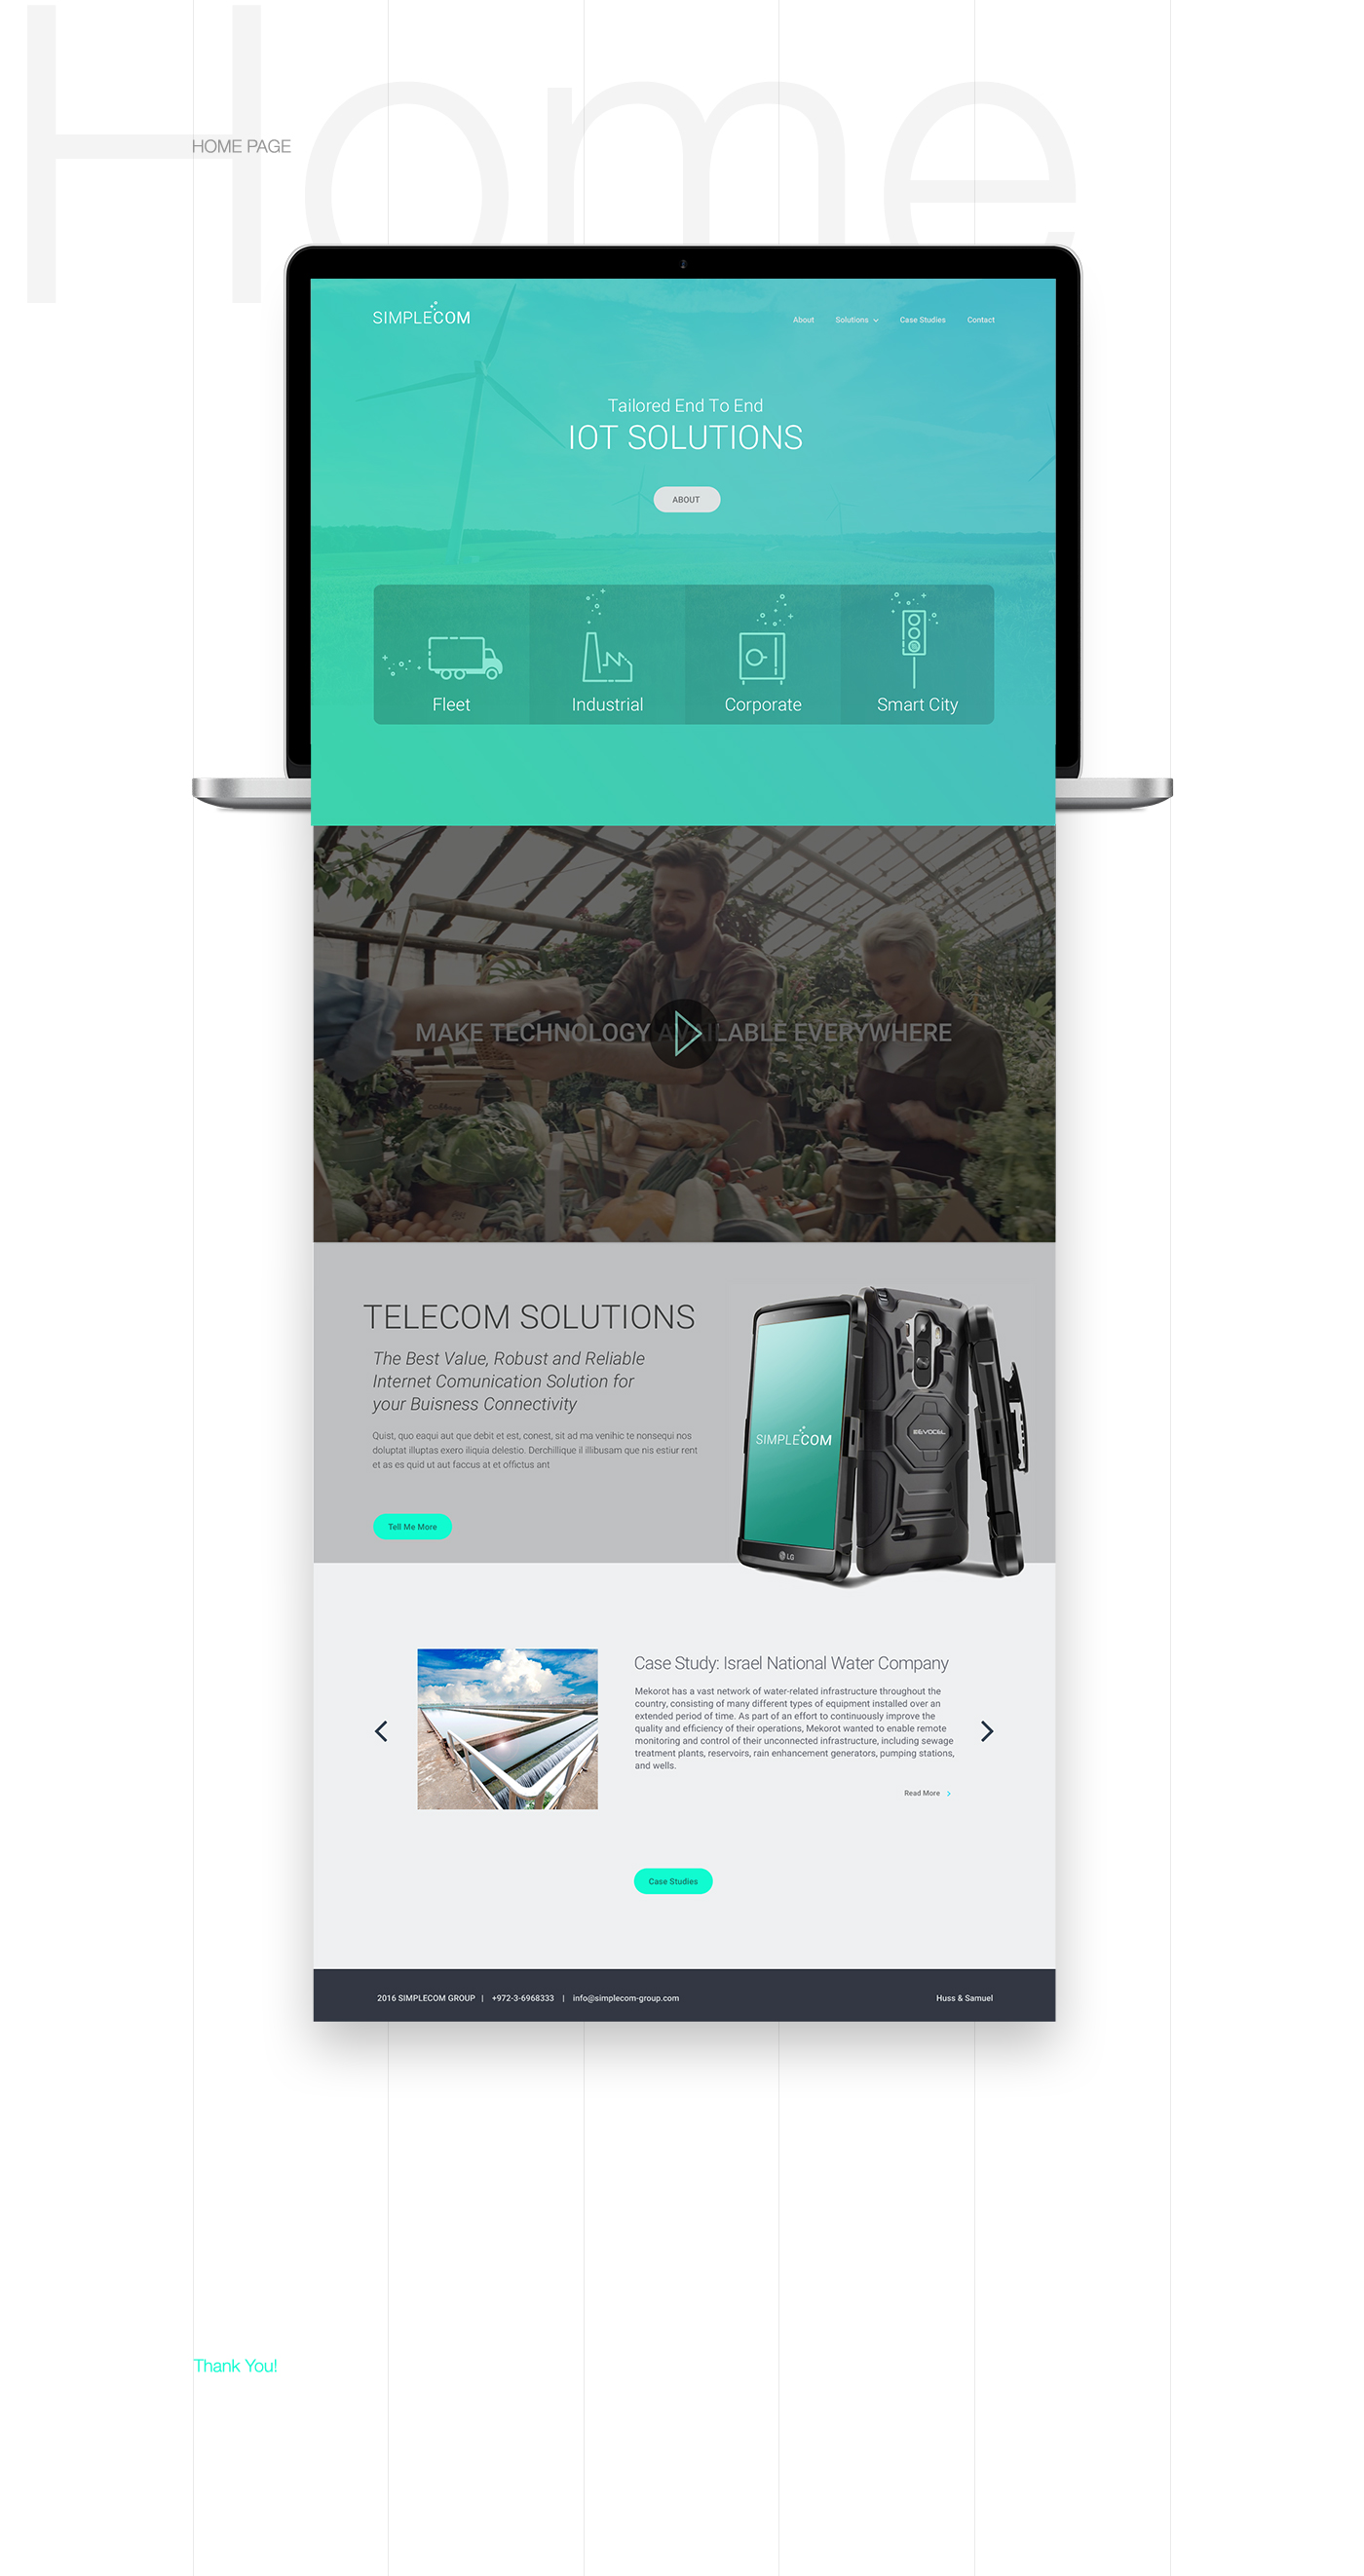 Home
HOME PAGE
SIMPLECOM
About Solutions Case Studies Contact
Tailored End To End
IOT SOLUTIONS
ABOUT
Fleet Industrial Corporate Smart City
MAKE TECHNOLOGY AVAILABLE EVERYWHERE
TELECOM SOLUTIONS
The Best Value, Robust and Reliable
Internet Comunication Solution for
your Buisness Connectivity
Quist, quo eaqui aut que debit et est, conest, sit ad ma venihic te nonsequi nos
doluptat illuptas exero iliquia delestio. Derchillique il illibusam que nis estiur rent
et as es quid ut aut faccus at et offictus ant
Tell Me More
SIMPLECOM
LG
Case Study: Israel National Water Company
Mekorot has a vast network of water-related infrastructure throughout the
country, consisting of many different types of equipment installed over an
extended period of time. As part of an effort to continuously improve the
quality and efficiency of their operations, Mekorot wanted to enable remote
monitoring and control of their unconnected infrastructure, including sewage
treatment plants, reservoirs, rain enhancement generators, pumping stations,
and wells.
Read More
Case Studies
2016 SIMPLECOM GROUP | +972-3-6968333 | info@simplecom-group.com
Huss & Samuel
Thank You!